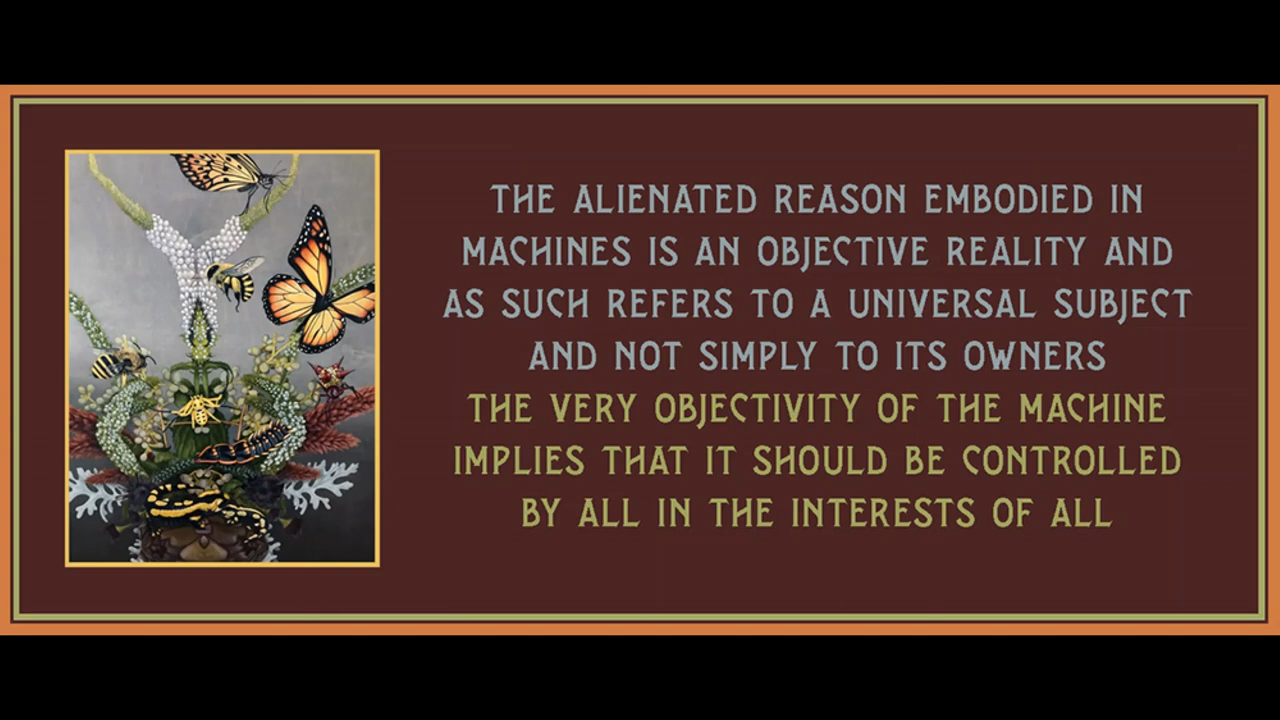 THE ALIENATED REASON EMBODIED IN
MACHINES IS AN OBJECTIVE REALITY AND
AS SUCH REFERS TO A UNIVERSAL SUBJECT
AND NOT SIMPLY TO ITS OWNERS
THE VERY OBJECTIVITY OF THE MACHINE
IMPLIES THAT IT SHOULD BE CONTROLLED
BY ALL IN THE INTERESTS OF ALL